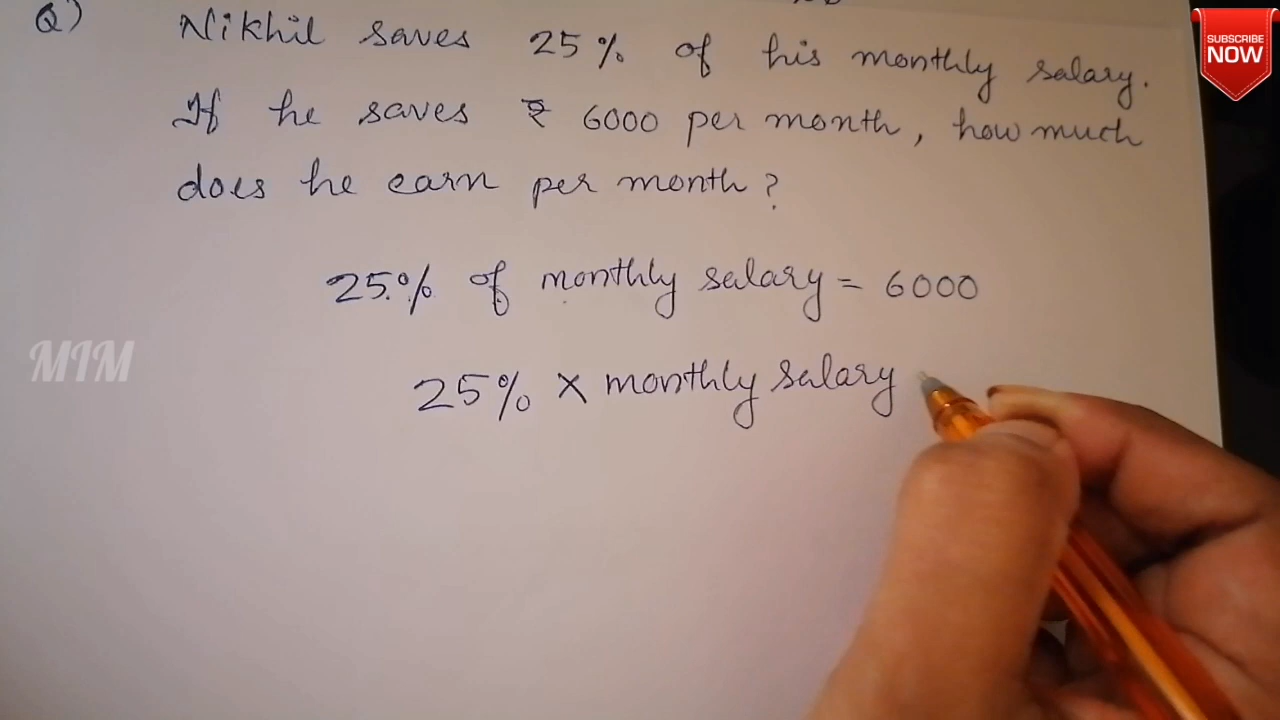 Q) Nikhil saves 25% of his monthly salary.
If he saves ₹ 6000 per month, how much
does he earn per month?
25% of monthly salary = 6000
25% × monthly salary
MIM
SUBSCRIBE
NOW